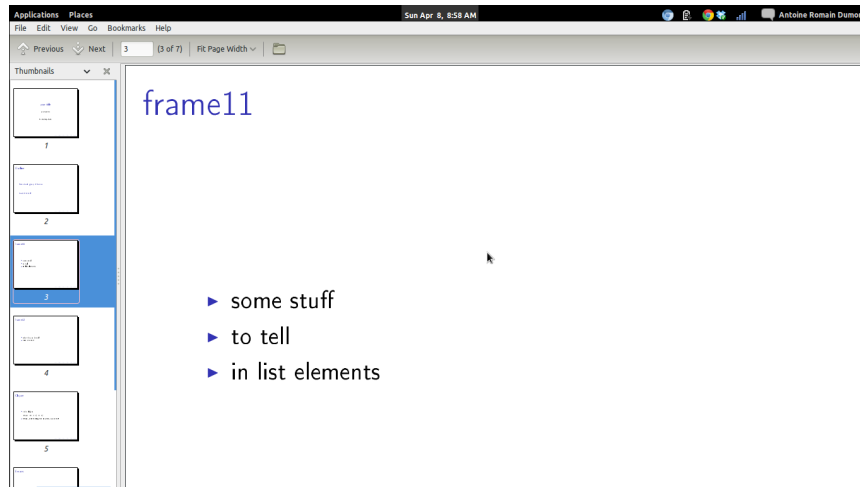 Applications Places Sun Apr 8, 8:58 AM Antoine Romain Dumon
File Edit View Go Bookmarks Help
Previous Next 3 (3 of 7) Fit Page Width
Thumbnails
1
2
3
4
5
frame11
some stuff
to tell
in list elements